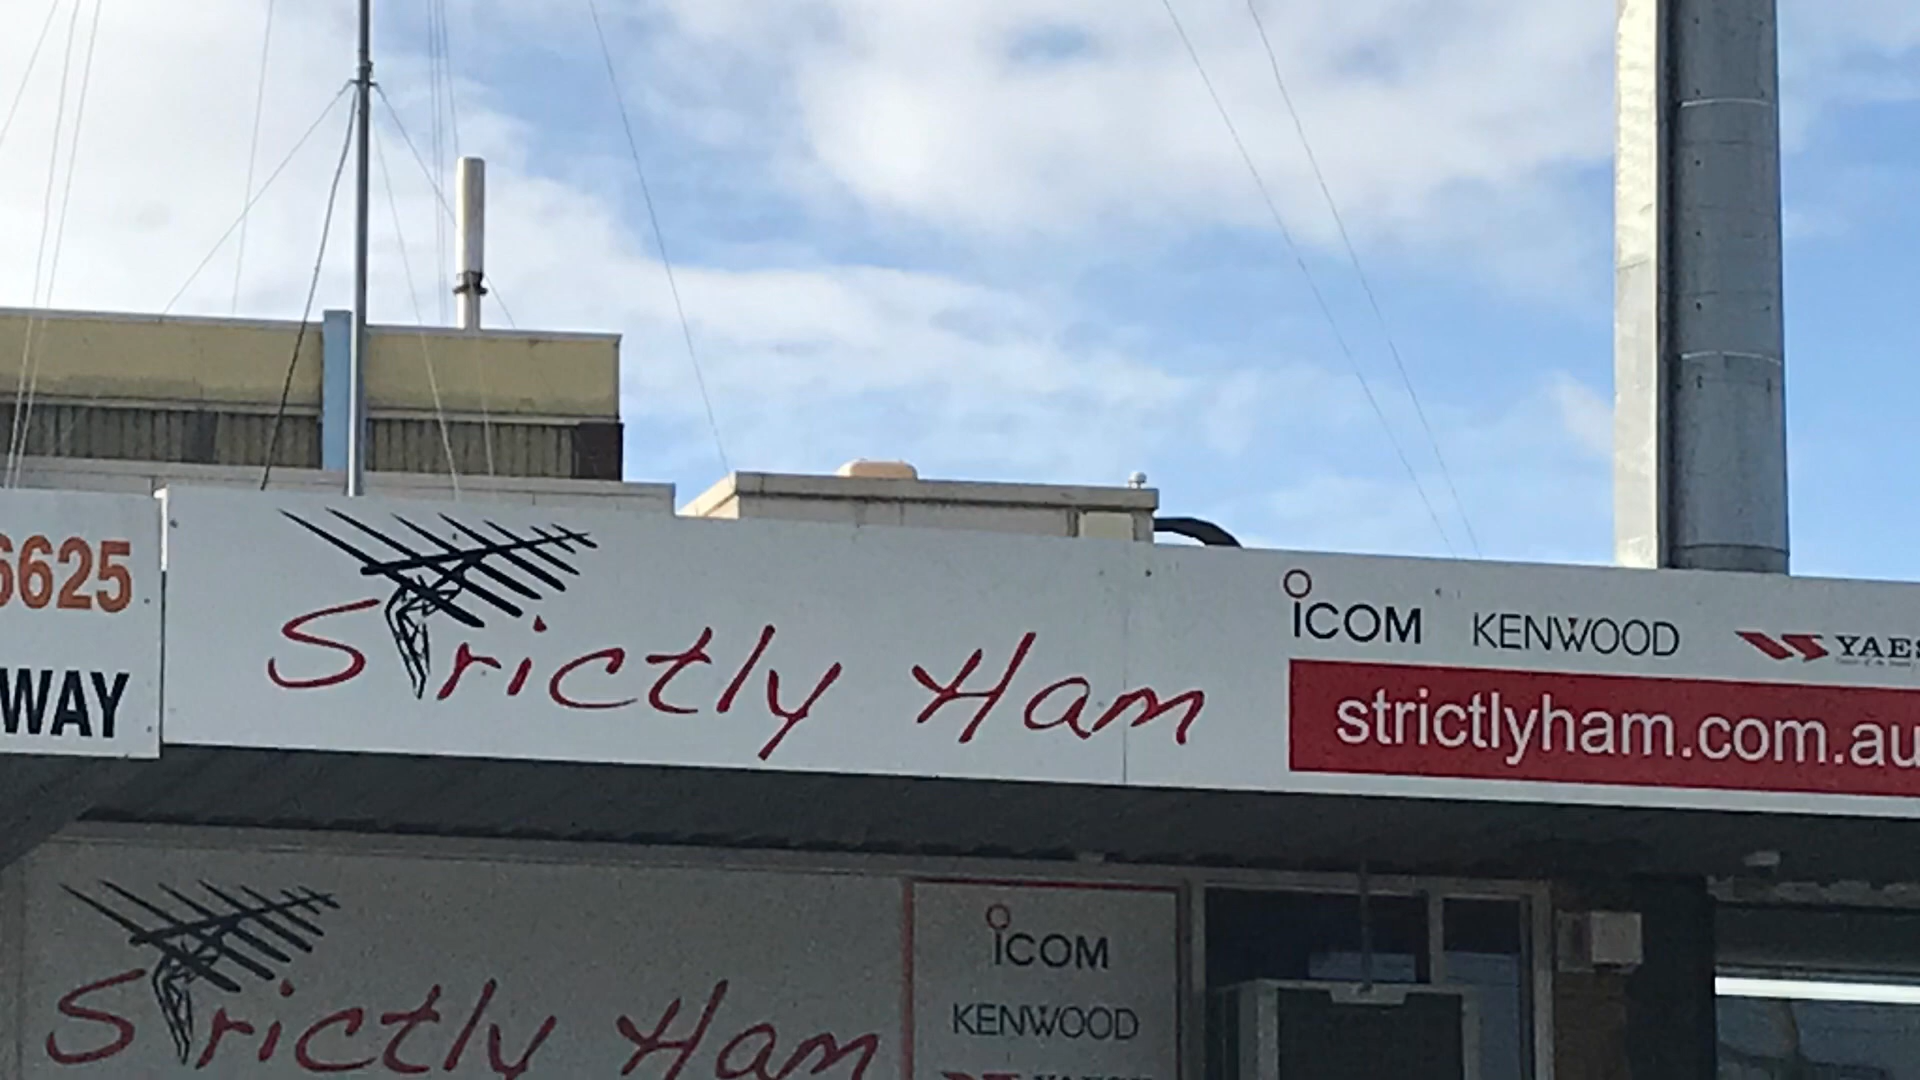 6625
WAY
Strictly Ham
ICOM KENWOOD
strictlyham.com.au
Strictly Ham
ICOM
KENWOOD